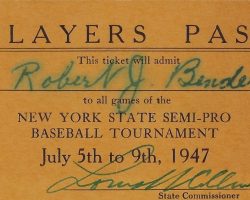 LAYERS PAS
This ticket will admit
Robert J. Bende
to all games of the
NEW YORK STATE SEMI-PRO
BASEBALL TOURNAMENT
July 5th to 9th, 1947
State Commissioner